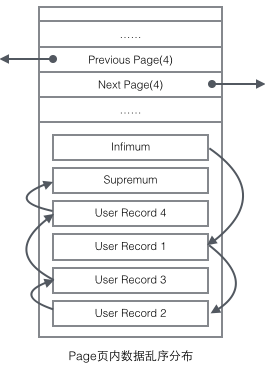 ……
Previous Page(4)
Next Page(4)
……
Infimum
Supremum
User Record 4
User Record 1
User Record 3
User Record 2
Page页内数据乱序分布